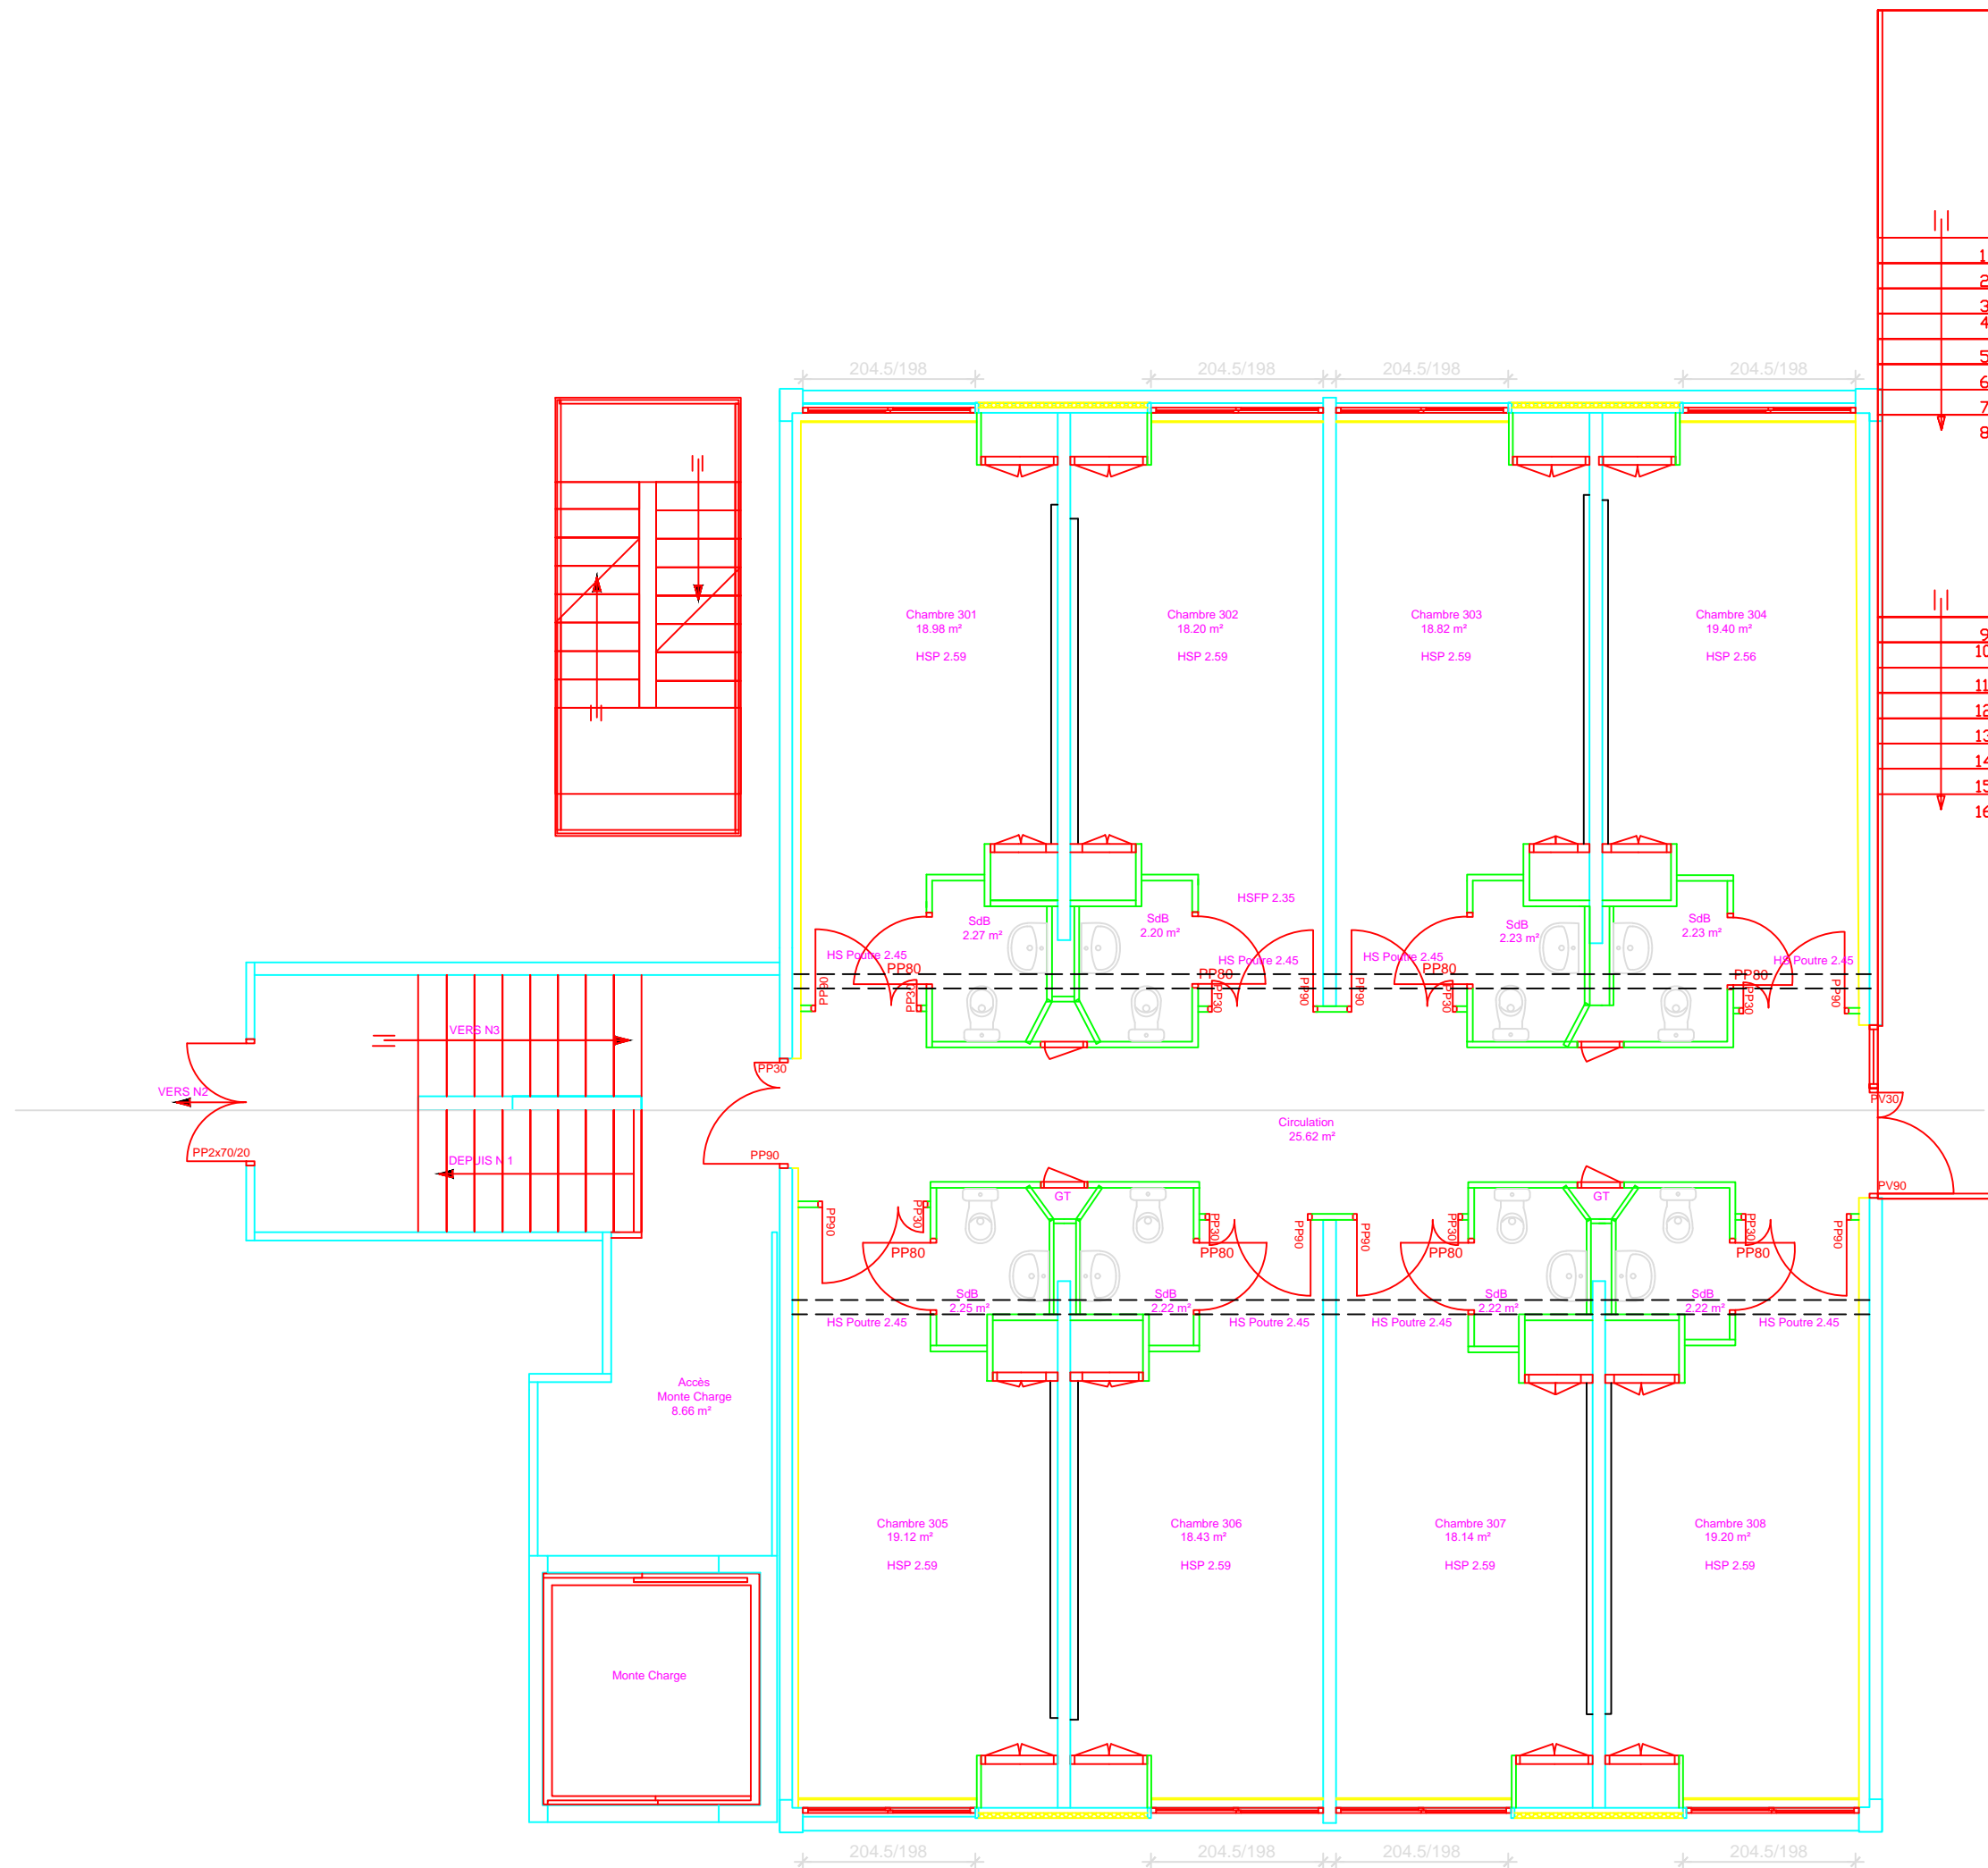 1
2
3
4
5
6
7
8
204.5/198
204.5/198
204.5/198
204.5/198
Chambre 301
18.98 m²
HSP 2.59
Chambre 302
18.20 m²
HSP 2.59
Chambre 303
18.82 m²
HSP 2.59
Chambre 304
19.40 m²
HSP 2.56
9
10
11
12
13
14
15
16
HSFP 2.35
SdB
2.27 m²
SdB
2.20 m²
SdB
2.23 m²
SdB
2.23 m²
HS Poutre 2.45
HS Poutre 2.45
HS Poutre 2.45
HS Poutre 2.45
PP80
PP80
PP80
PP80
PP90
PP30
PP30
PP90
PP90
PP30
PP30
PP90
VERS N3
VERS N2
PP30
PV30
Circulation
25.62 m²
PP2x70/20
DEPUIS N 1
PP90
PV90
GT
GT
PP90
PP30
PP30
PP90
PP90
PP30
PP30
PP90
PP80
PP80
PP80
PP80
SdB
2.25 m²
SdB
2.22 m²
SdB
2.22 m²
SdB
2.22 m²
HS Poutre 2.45
HS Poutre 2.45
HS Poutre 2.45
HS Poutre 2.45
Accès
Monte Charge
8.66 m²
Chambre 305
19.12 m²
HSP 2.59
Chambre 306
18.43 m²
HSP 2.59
Chambre 307
18.14 m²
HSP 2.59
Chambre 308
19.20 m²
HSP 2.59
Monte Charge
204.5/198
204.5/198
204.5/198
204.5/198